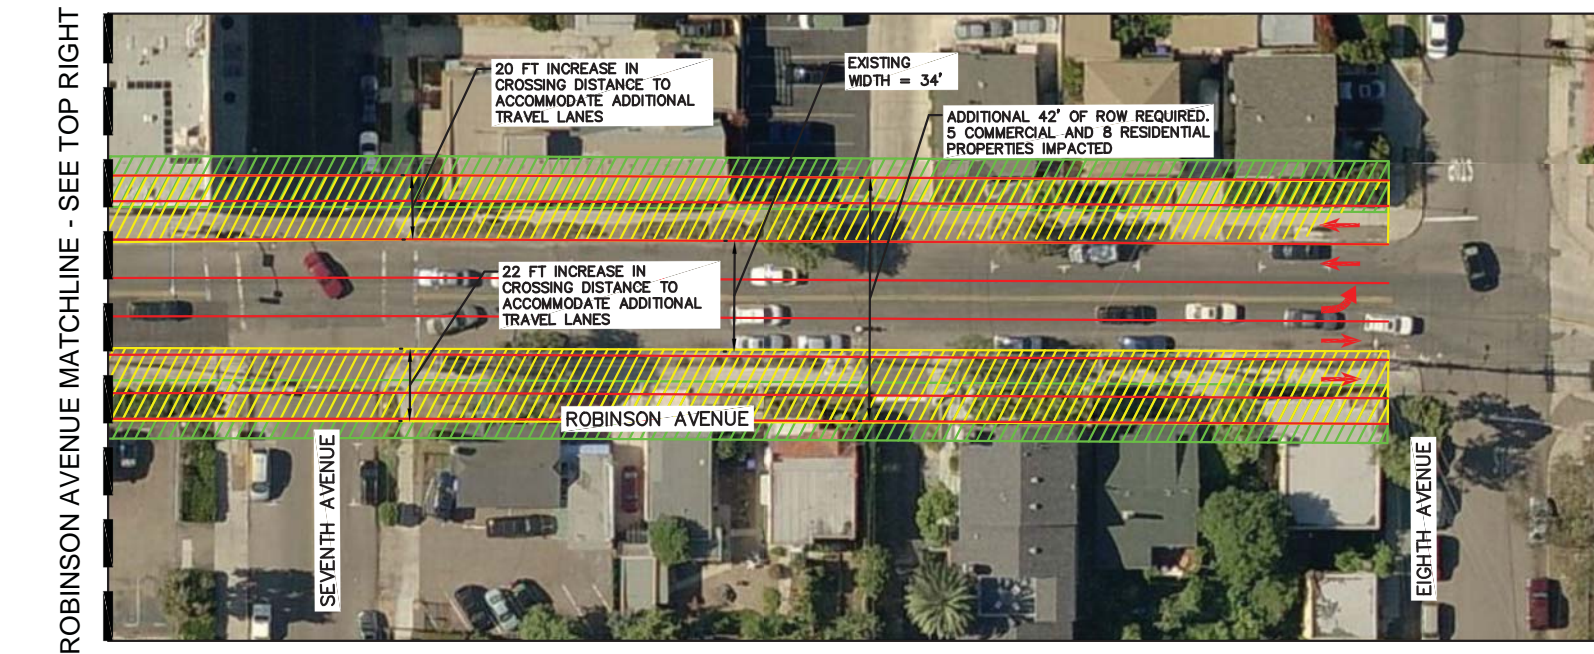 ROBINSON AVENUE MATCHLINE - SEE TOP RIGHT
20 FT INCREASE IN
CROSSING DISTANCE TO
ACCOMMODATE ADDITIONAL
TRAVEL LANES
EXISTING
WIDTH = 34'
ADDITIONAL 42' OF ROW REQUIRED.
5 COMMERCIAL AND 8 RESIDENTIAL
PROPERTIES IMPACTED
STOP
22 FT INCREASE IN
CROSSING DISTANCE TO
ACCOMMODATE ADDITIONAL
TRAVEL LANES
ROBINSON AVENUE
SEVENTH AVENUE
EIGHTH AVENUE